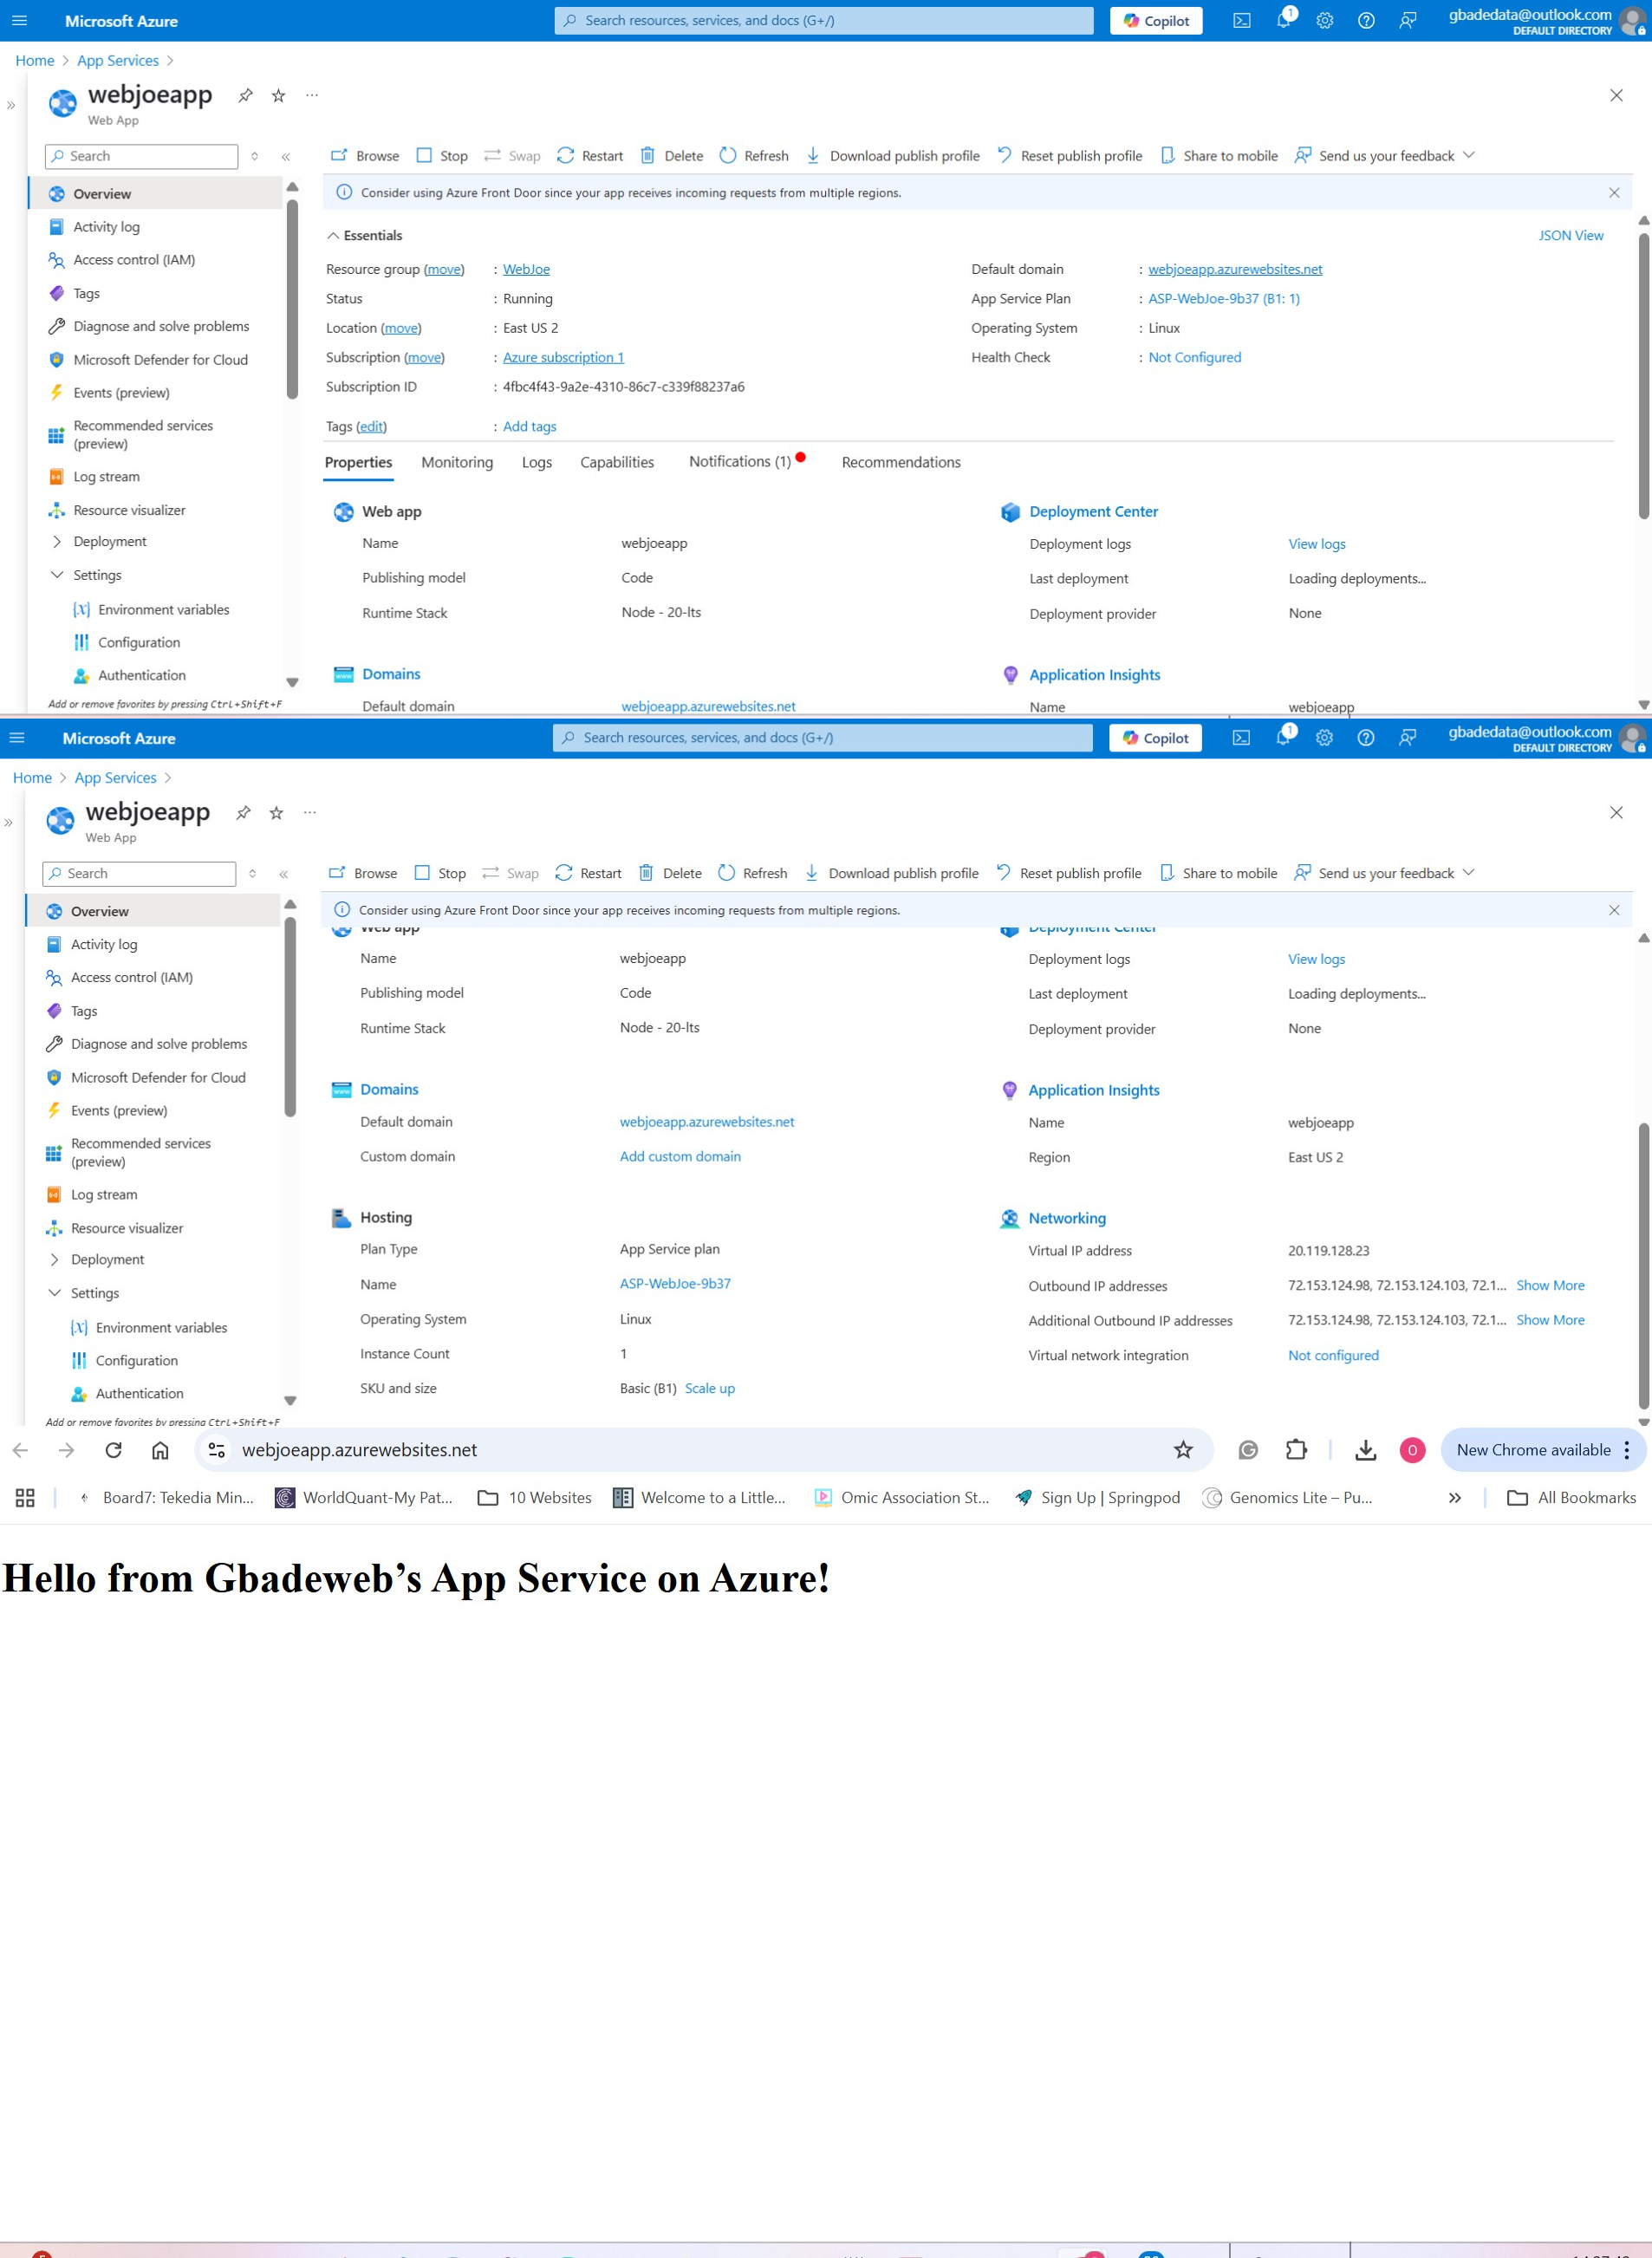 Microsoft Azure Search resources, services, and docs (G+/) Copilot 1 gbadedata@outlook.com
DEFAULT DIRECTORY
Home > App Services >
webjoeapp
Web App
Search
Browse Stop Swap Restart Delete Refresh Download publish profile Reset publish profile Share to mobile Send us your feedback
Consider using Azure Front Door since your app receives incoming requests from multiple regions.
Overview
Activity log
Access control (IAM)
Tags
Diagnose and solve problems
Microsoft Defender for Cloud
Events (preview)
Recommended services
(preview)
Log stream
Resource visualizer
Deployment
Settings
Environment variables
Configuration
Authentication
Add or remove favorites by pressing Ctrl+Shift+F
Essentials JSON View
Resource group (move) : WebJoe
Status : Running
Location (move) : East US 2
Subscription (move) : Azure subscription 1
Subscription ID : 4fbc4f43-9a2e-4310-86c7-c339f88237a6
Tags (edit) : Add tags
Default domain : webjoeapp.azurewebsites.net
App Service Plan : ASP-WebJoe-9b37 (B1: 1)
Operating System : Linux
Health Check : Not Configured
Properties Monitoring Logs Capabilities Notifications (1) Recommendations
Web app
Name webjoeapp
Publishing model Code
Runtime Stack Node - 20-lts
Domains
Default domain webjoeapp.azurewebsites.net
Deployment Center
Deployment logs View logs
Last deployment Loading deployments...
Deployment provider None
Application Insights
Name webjoeapp
Microsoft Azure Search resources, services, and docs (G+/) Copilot 1 gbadedata@outlook.com
DEFAULT DIRECTORY
Home > App Services >
webjoeapp
Web App
Search
Browse Stop Swap Restart Delete Refresh Download publish profile Reset publish profile Share to mobile Send us your feedback
Consider using Azure Front Door since your app receives incoming requests from multiple regions.
Overview
Activity log
Access control (IAM)
Tags
Diagnose and solve problems
Microsoft Defender for Cloud
Events (preview)
Recommended services
(preview)
Log stream
Resource visualizer
Deployment
Settings
Environment variables
Configuration
Authentication
Add or remove favorites by pressing Ctrl+Shift+F
Web app
Name webjoeapp
Publishing model Code
Runtime Stack Node - 20-lts
Domains
Default domain webjoeapp.azurewebsites.net
Custom domain Add custom domain
Hosting
Plan Type App Service plan
Name ASP-WebJoe-9b37
Operating System Linux
Instance Count 1
SKU and size Basic (B1) Scale up
Deployment Center
Deployment logs View logs
Last deployment Loading deployments...
Deployment provider None
Application Insights
Name webjoeapp
Region East US 2
Networking
Virtual IP address 20.119.128.23
Outbound IP addresses 72.153.124.98, 72.153.124.103, 72.1... Show More
Additional Outbound IP addresses 72.153.124.98, 72.153.124.103, 72.1... Show More
Virtual network integration Not configured
webjoeapp.azurewebsites.net O New Chrome available
Board7: Tekedia Min... WorldQuant-My Pat... 10 Websites Welcome to a Little... Omic Association St... Sign Up | Springpod Genomics Lite – Pu... All Bookmarks
Hello from Gbadeweb’s App Service on Azure!